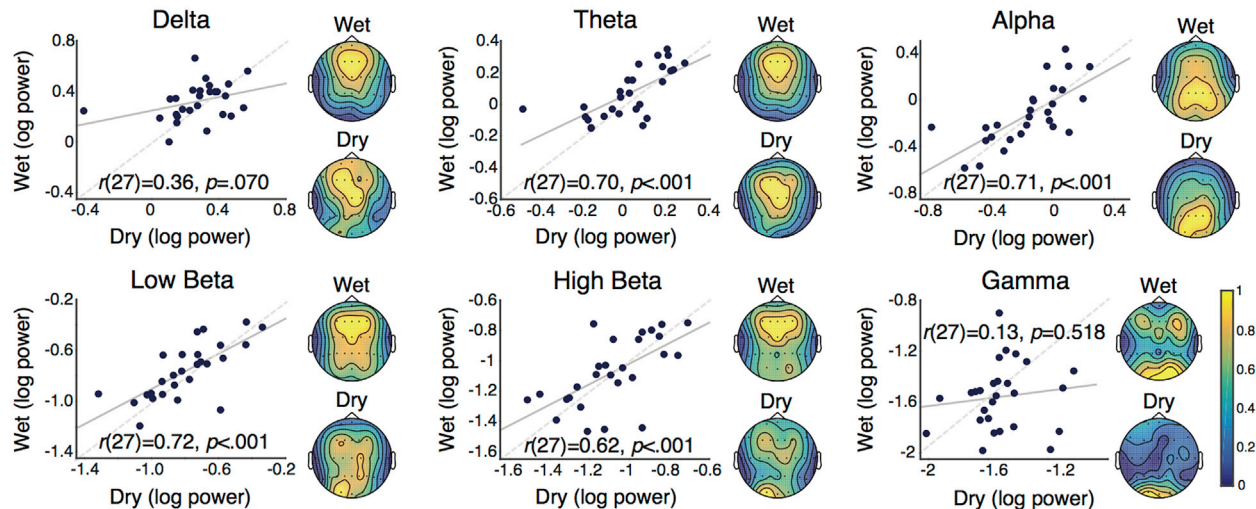 Delta
Wet
0.8
0.4
0
-0.4
Wet (log power)
r(27)=0.36, p=.070
-0.4
0
0.4
0.8
Dry (log power)
Dry
Theta
Wet
0.4
0.2
0
-0.2
-0.4
-0.6
Wet (log power)
r(27)=0.70, p<.001
-0.6
-0.4
-0.2
0
0.2
0.4
Dry (log power)
Dry
Alpha
Wet
0.4
0
-0.4
-0.8
Wet (log power)
r(27)=0.71, p<.001
-0.8
-0.4
0
0.4
Dry (log power)
Dry
Low Beta
Wet
-0.2
-0.6
-1.0
-1.4
Wet (log power)
r(27)=0.72, p<.001
-1.4
-1.0
-0.6
-0.2
Dry (log power)
Dry
High Beta
Wet
-0.6
-0.8
-1
-1.2
-1.4
-1.6
Wet (log power)
r(27)=0.62, p<.001
-1.6
-1.4
-1.2
-1
-0.8
-0.6
Dry (log power)
Dry
Gamma
Wet
-0.8
-1.2
-1.6
-2
Wet (log power)
r(27)=0.13, p=0.518
-2
-1.6
-1.2
Dry (log power)
Dry
1
0.8
0.6
0.4
0.2
0